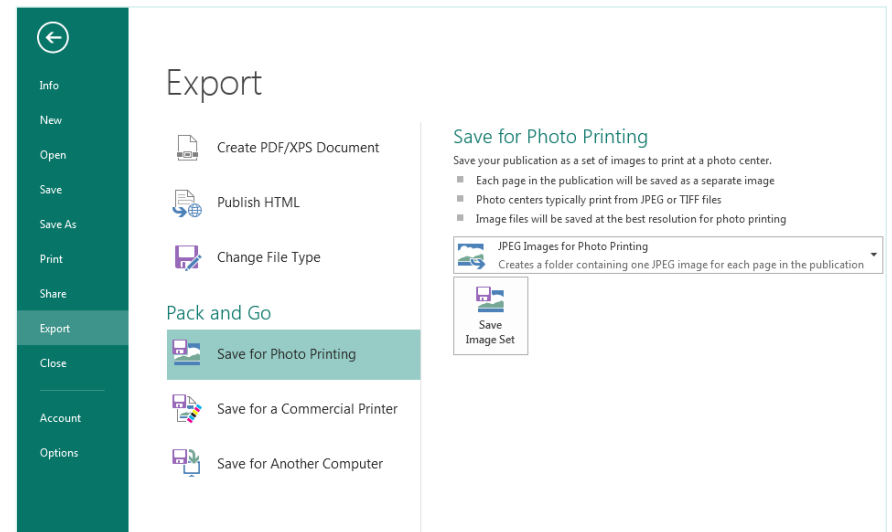 Info
New
Open
Save
Save As
Print
Share
Export
Close
Account
Options
Export
Create PDF/XPS Document
Publish HTML
Change File Type
Pack and Go
Save for Photo Printing
Save for a Commercial Printer
Save for Another Computer
Save for Photo Printing
Save your publication as a set of images to print at a photo center.
Each page in the publication will be saved as a separate image
Photo centers typically print from JPEG or TIFF files
Image files will be saved at the best resolution for photo printing
JPEG Images for Photo Printing
Creates a folder containing one JPEG image for each page in the publication
Save
Image Set